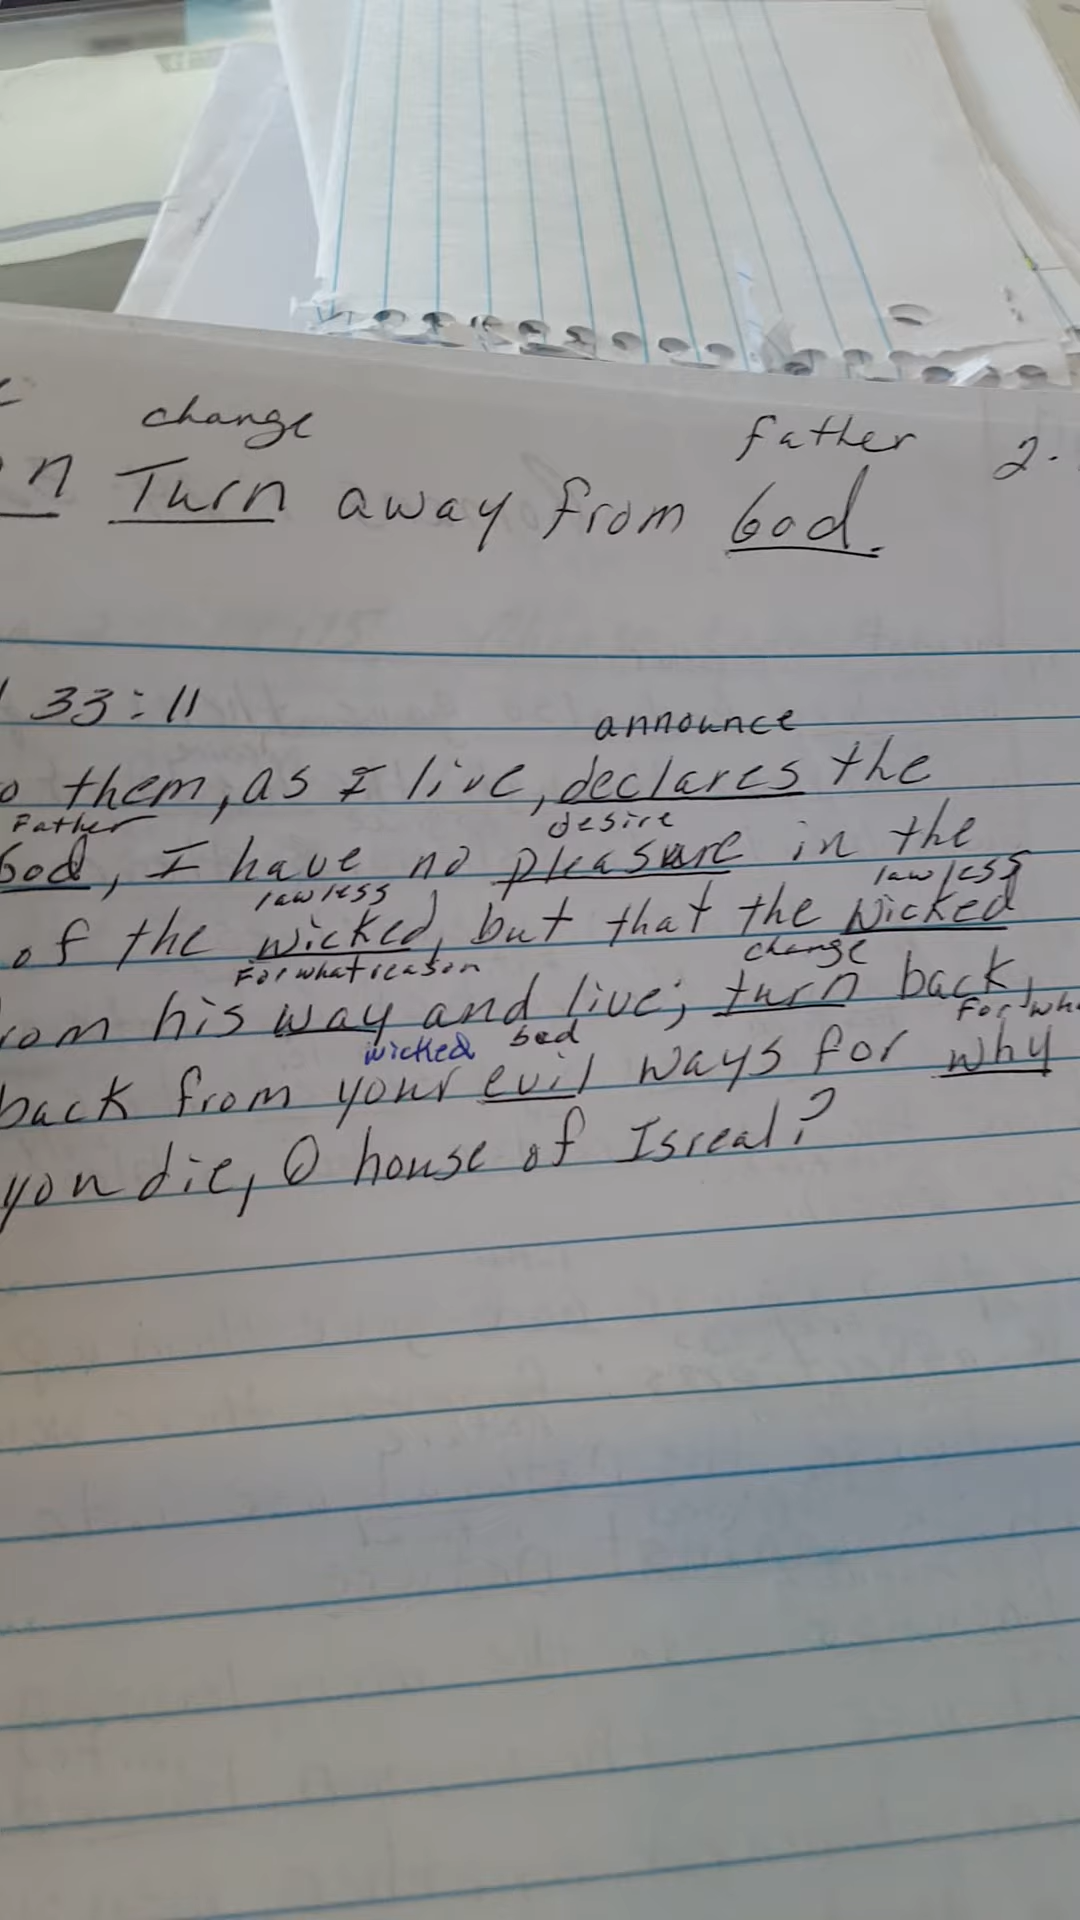 change father 2.
n Turn away from God.
33:11
announce
o them, as I live, declares the
Father desire
God, I have no pleasure in the
lawless lawless
of the wicked, but that the wicked
For what reason change
rom his way and live; turn back,
wicked bad For wh
back from your evil ways for why
you die, O house of Isreal?